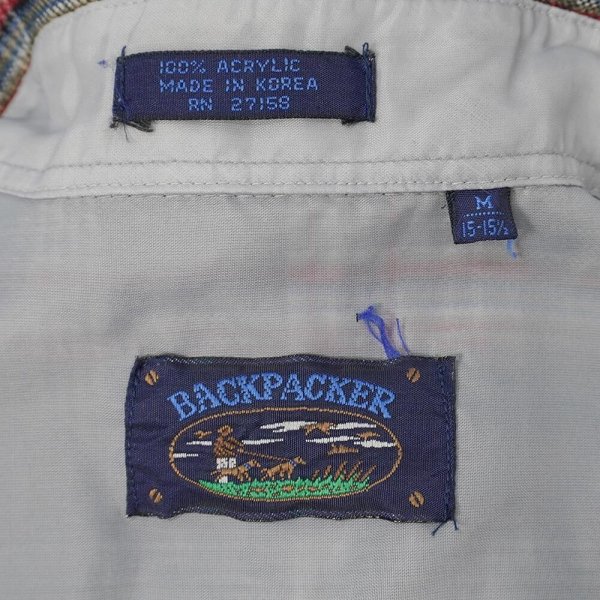 100% ACRYLIC
MADE IN KOREA
RN 27158
M
15-15½
BACKPACKER